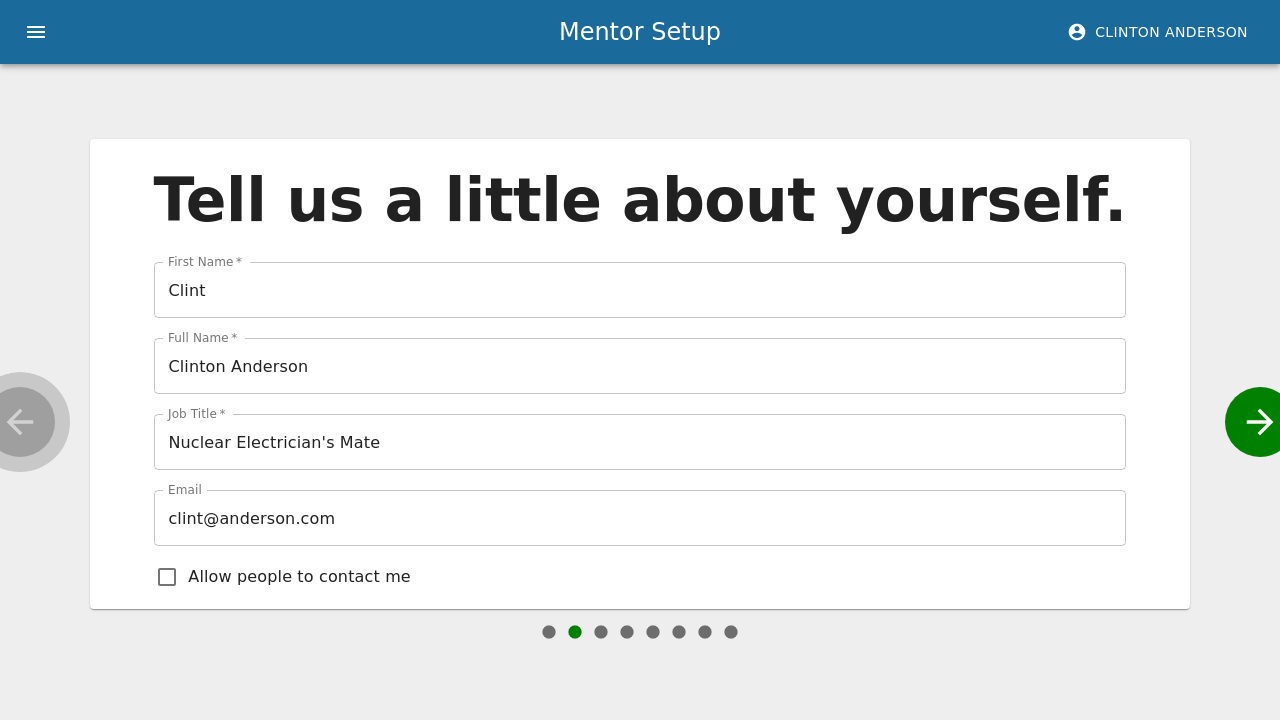 Mentor Setup
CLINTON ANDERSON
Tell us a little about yourself.
First Name *
Clint
Full Name *
Clinton Anderson
Job Title *
Nuclear Electrician's Mate
Email
clint@anderson.com
Allow people to contact me